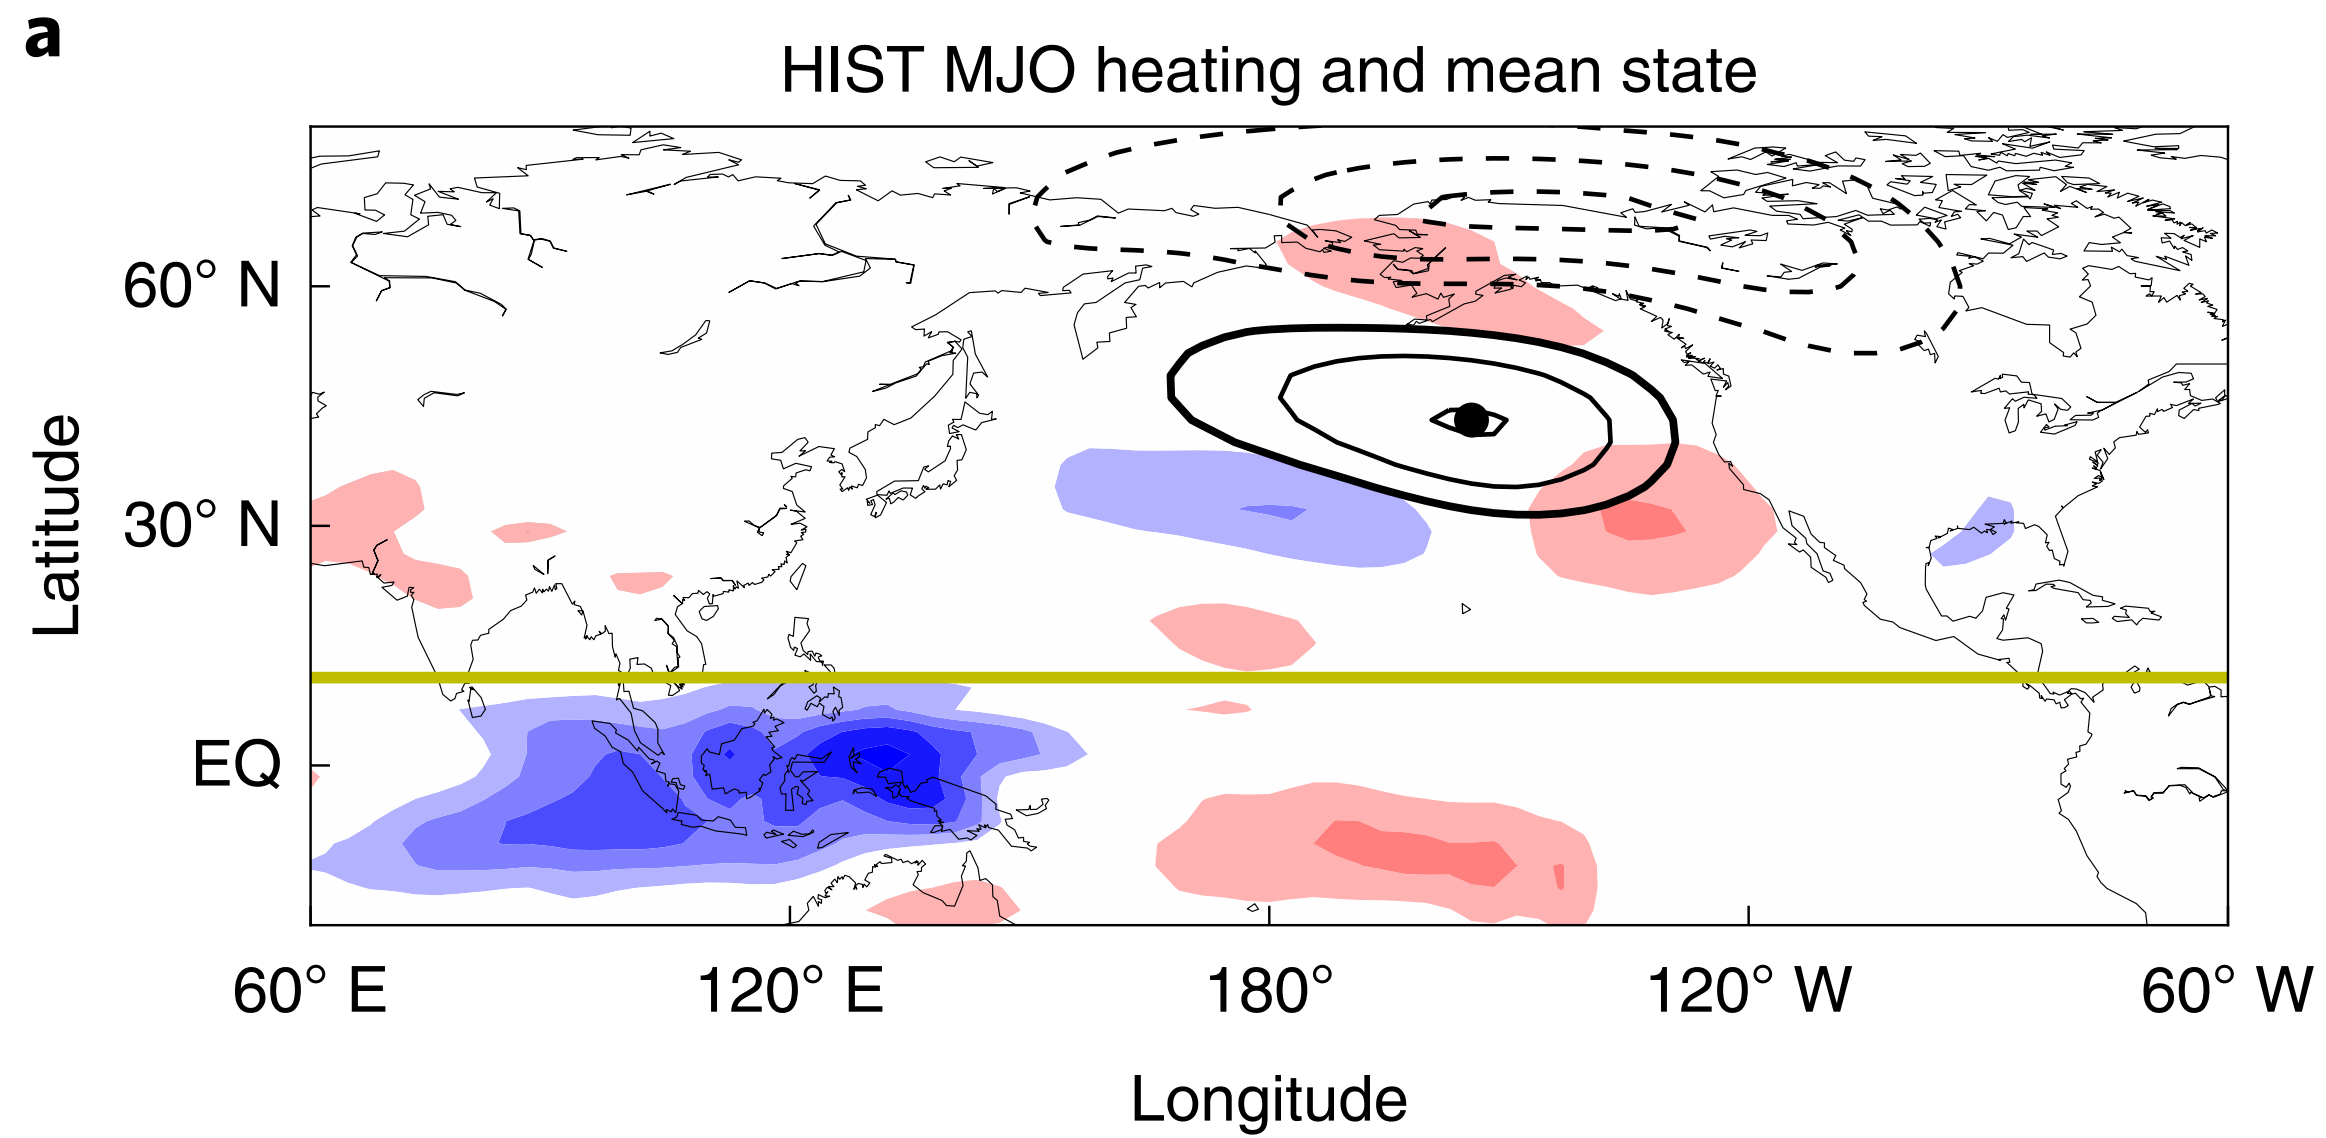 a
HIST MJO heating and mean state
60° N
30° N
EQ
Latitude
60° E 120° E 180° 120° W 60° W
Longitude